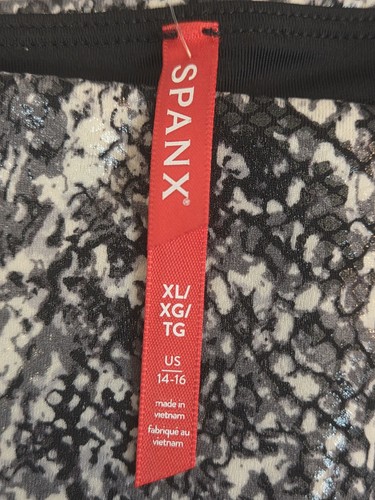 SPANX®
XL/
XG/
TG
US
14-16
made in
vietnam
fabriqué au
vietnam